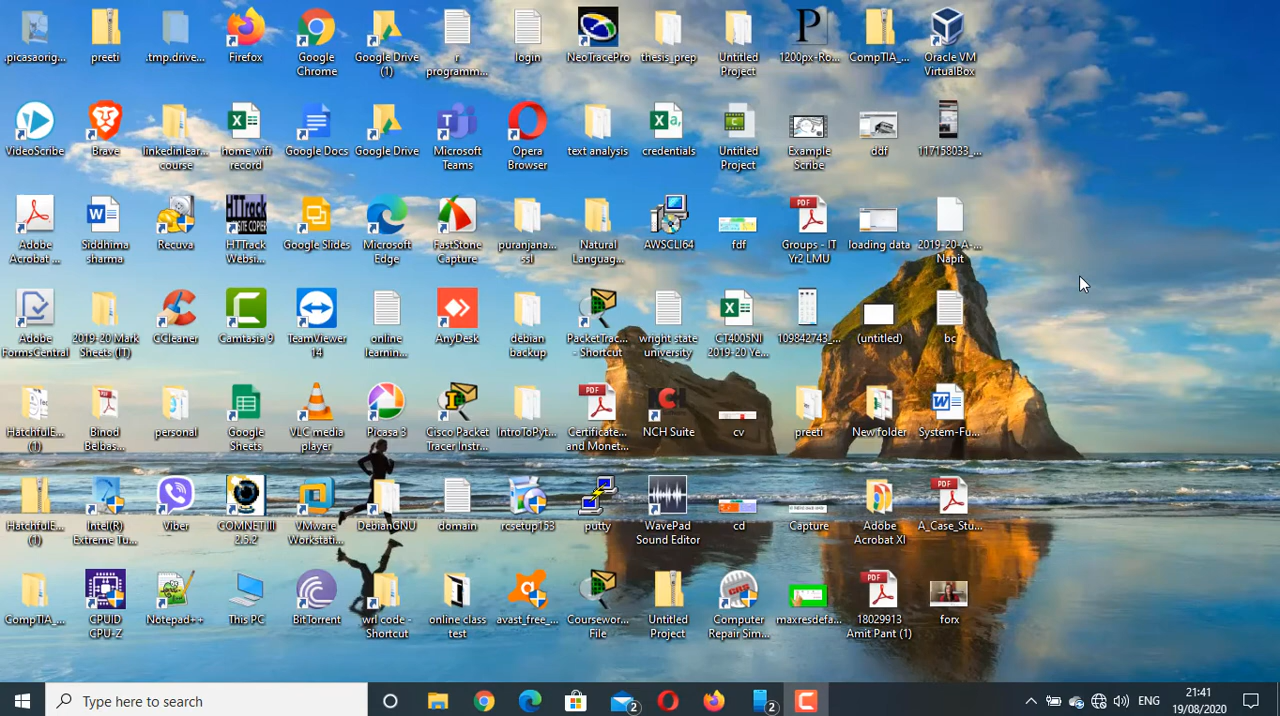 .picasaorig...
preeti
.tmp.drive...
Firefox
Google
Chrome
Google Drive
(1)
r
programm...
login
NeoTracePro
thesis_prep
Untitled
Project
P
1200px-Ro...
CompTIA_...
Oracle VM
VirtualBox
VideoScribe
Brave
linkedinlear...
course
home wifi
record
Google Docs
Google Drive
Microsoft
Teams
Opera
Browser
text analysis
credentials
Untitled
Project
Example
Scribe
ddf
117158033_...
Adobe
Acrobat ...
Siddhima
sharma
Recuva
HTTrack
Websi...
Google Slides
Microsoft
Edge
FastStone
Capture
puranjana...
ssl
Natural
Languag...
AWSCLI64
fdf
PDF
Groups - IT
Yr2 LMU
loading data
2019-20-A-...
Napit
Adobe
FormsCentral
2019-20 Mark
Sheets (IT)
CCleaner
Camtasia 9
TeamViewer
14
online
learnin...
AnyDesk
debian
backup
PacketTrac...
- Shortcut
wright state
university
CT4005NI
2019-20 Ye...
109842743_...
(untitled)
bc
HatchfulE...
(1)
Binod
Belbas...
personal
Google
Sheets
VLC media
player
Picasa 3
Cisco Packet
Tracer Instr...
IntroToPyt...
PDF
Certificate...
and Monet...
NCH Suite
cv
preeti
New folder
System-Fu...
HatchfulE...
(1)
Intel(R)
Extreme Tu...
Viber
COMNET III
2.5.2
VMware
Workstati...
DebianGNU
domain
rcsetup153
putty
WavePad
Sound Editor
cd
Capture
Adobe
Acrobat XI
PDF
A_Case_Stu...
CompTIA_...
CPUID
CPU-Z
Notepad++
This PC
BitTorrent
wrl code -
Shortcut
online class
test
avast_free_...
Coursewor...
File
Untitled
Project
Computer
Repair Sim...
maxresdefa...
PDF
18029913
Amit Pant (1)
forx
Type here to search
2
2
ENG
21:41
19/08/2020